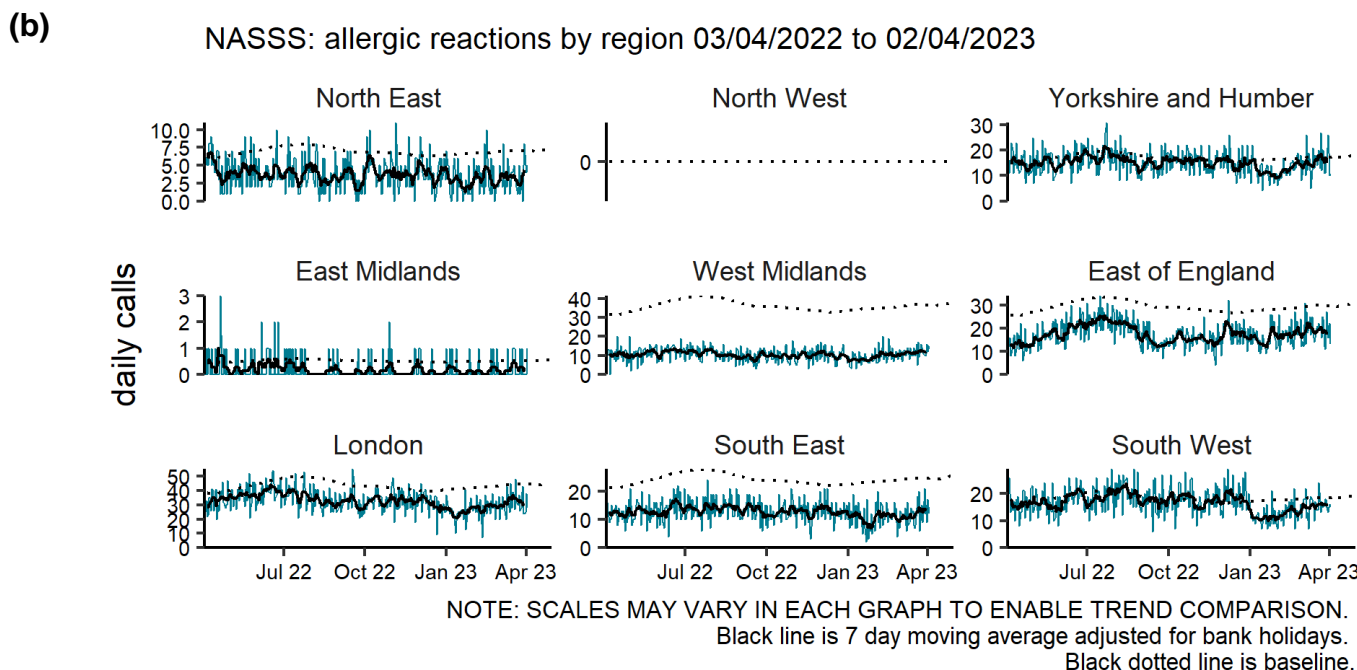 (b)
NASSS: allergic reactions by region 03/04/2022 to 02/04/2023
North East
North West
Yorkshire and Humber
10.0
7.5
5.0
2.5
0.0
0
30
20
10
0
East Midlands
West Midlands
East of England
3
2
1
0
40
30
20
10
0
30
20
10
0
daily calls
London
South East
South West
50
40
30
20
10
0
20
10
0
20
10
0
Jul 22 Oct 22 Jan 23 Apr 23
Jul 22 Oct 22 Jan 23 Apr 23
Jul 22 Oct 22 Jan 23 Apr 23
NOTE: SCALES MAY VARY IN EACH GRAPH TO ENABLE TREND COMPARISON.
Black line is 7 day moving average adjusted for bank holidays.
Black dotted line is baseline.